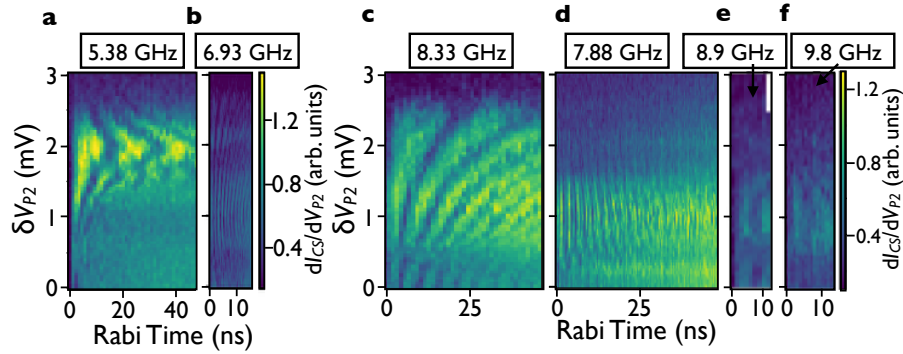 a b c d e f
5.38 GHz 6.93 GHz 8.33 GHz 7.88 GHz 8.9 GHz 9.8 GHz
δV_P2 (mV)
3
2
1
0
0 20 40
0 10
Rabi Time (ns)
1.2
0.8
0.4
dI_CS/dV_P2 (arb. units)
δV_P2 (mV)
3
2
1
0
0 25
0 25
0 10
0 10
Rabi Time (ns)
1.2
0.8
0.4
dI_CS/dV_P2 (arb. units)